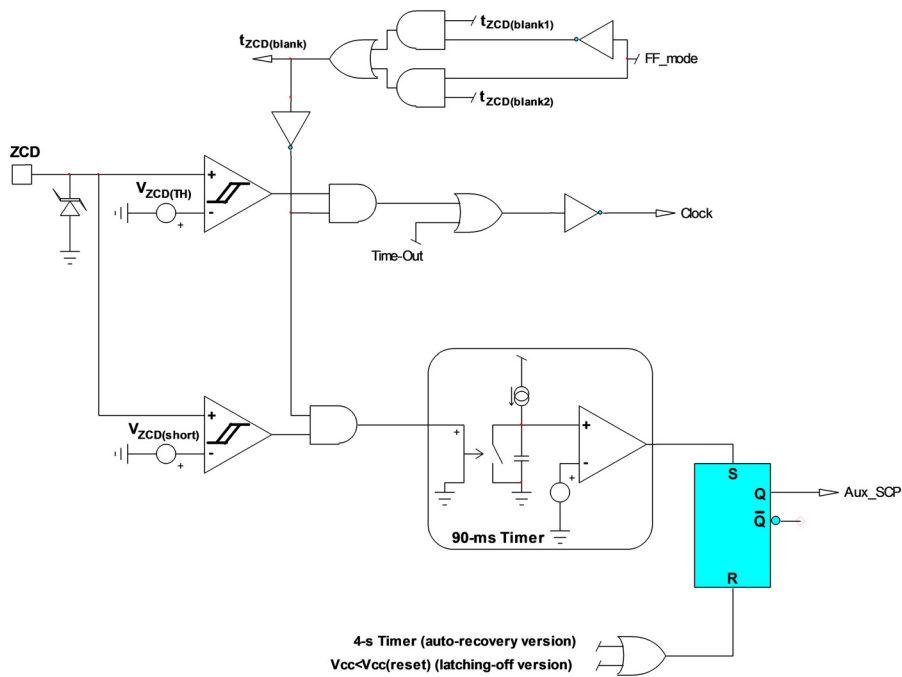 tZCD(blank1)
tZCD(blank)
FF_mode
tZCD(blank2)
ZCD
VZCD(TH)
+
-
+
Clock
Time-Out
+
VZCD(short)
-
+
+
+
-
+
S
Q
Aux_SCP
Q̅
90-ms Timer
R
4-s Timer (auto-recovery version)
Vcc<Vcc(reset) (latching-off version)